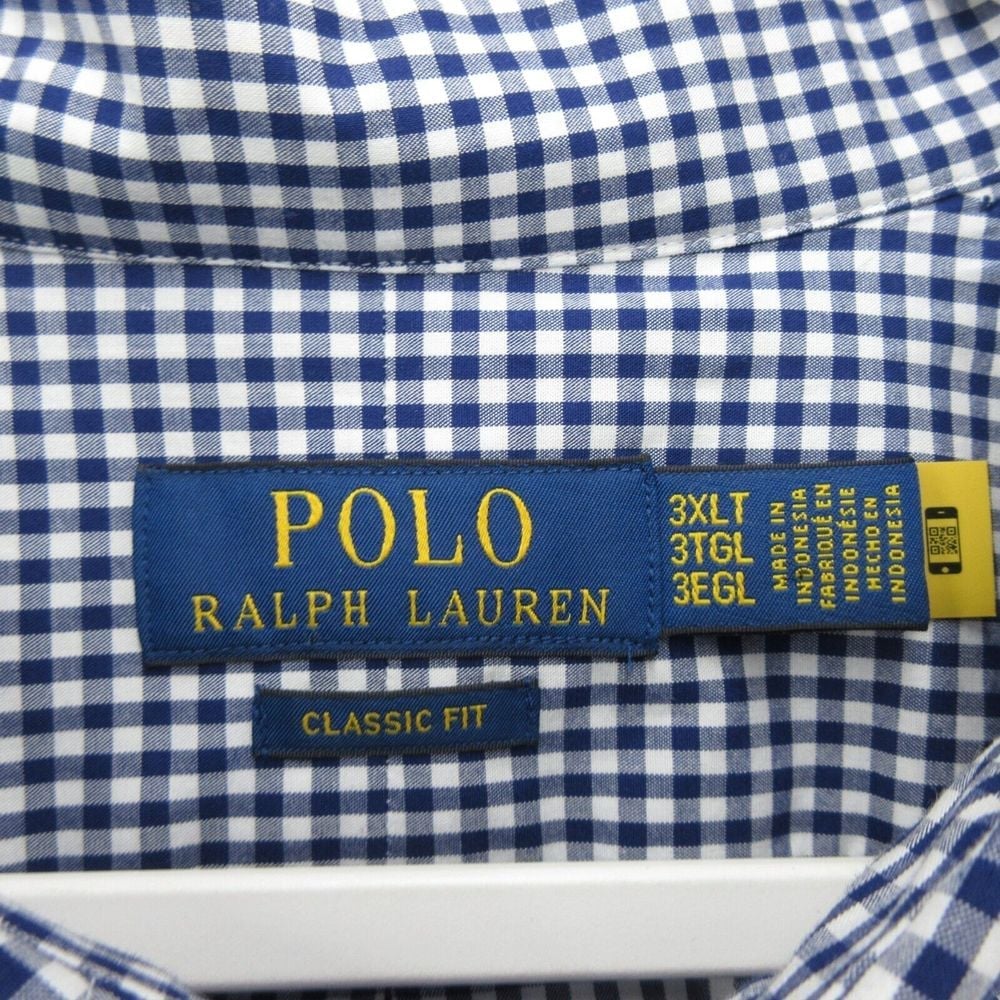 POLO
RALPH LAUREN
3XLT
3TGL
3EGL
MADE IN
INDONESIA
FABRIQUÉ EN
INDONÉSIE
HECHO EN
INDONESIA
CLASSIC FIT